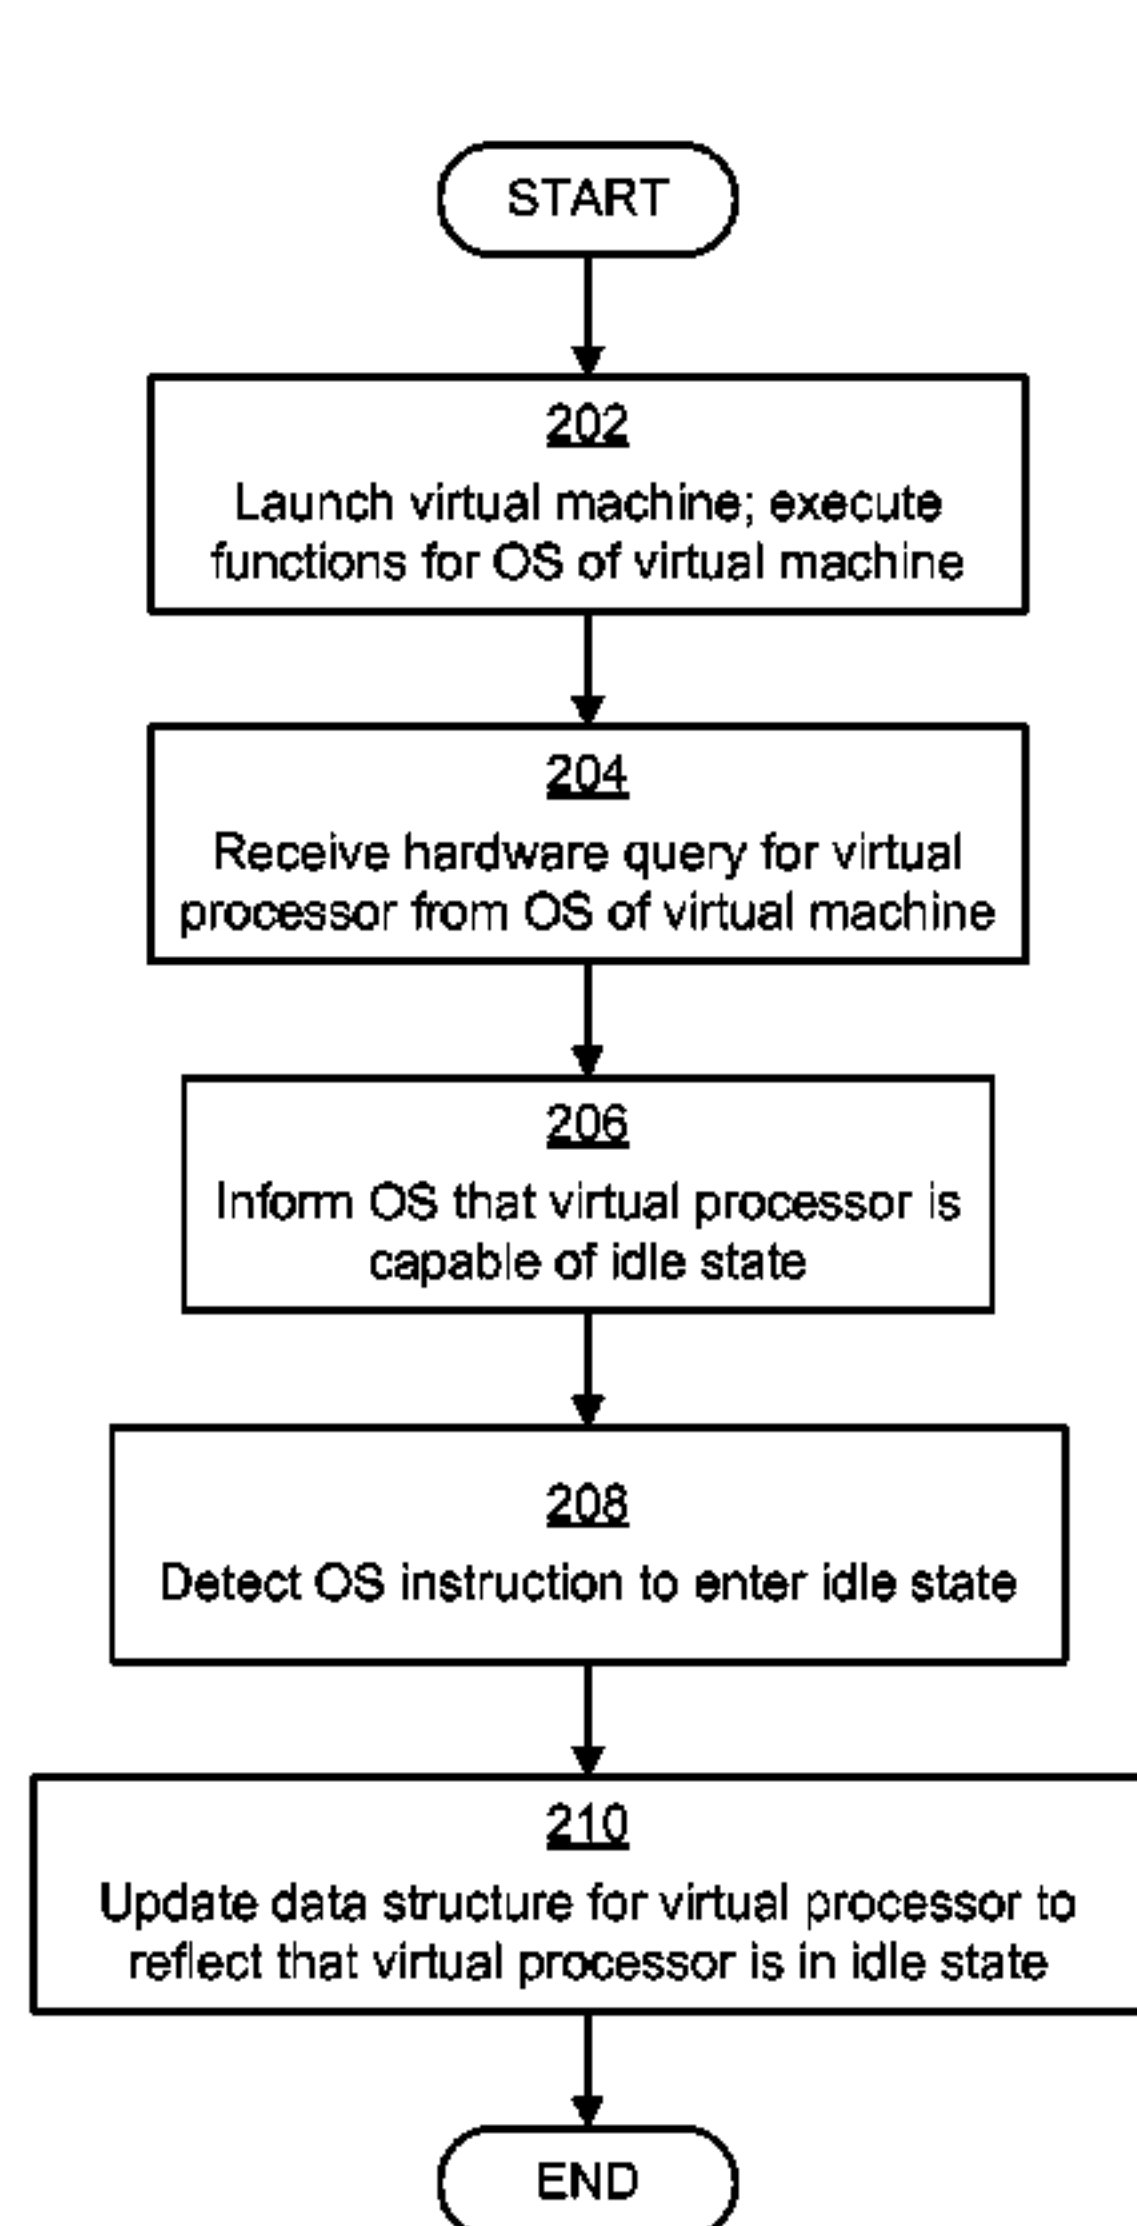 START
202
Launch virtual machine; execute
functions for OS of virtual machine
204
Receive hardware query for virtual
processor from OS of virtual machine
206
Inform OS that virtual processor is
capable of idle state
208
Detect OS instruction to enter idle state
210
Update data structure for virtual processor to
reflect that virtual processor is in idle state
END